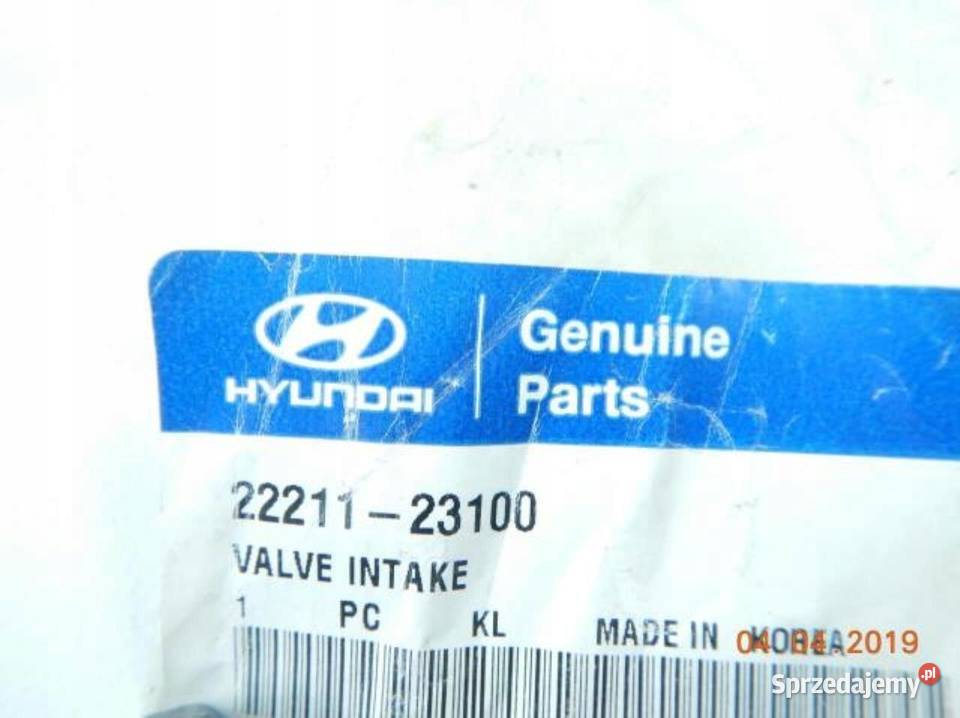 HYUNDAI
Genuine
Parts
22211-23100
VALVE INTAKE
1 PC KL MADE IN KOREA
04 04 2019
Sprzedajemy.pl